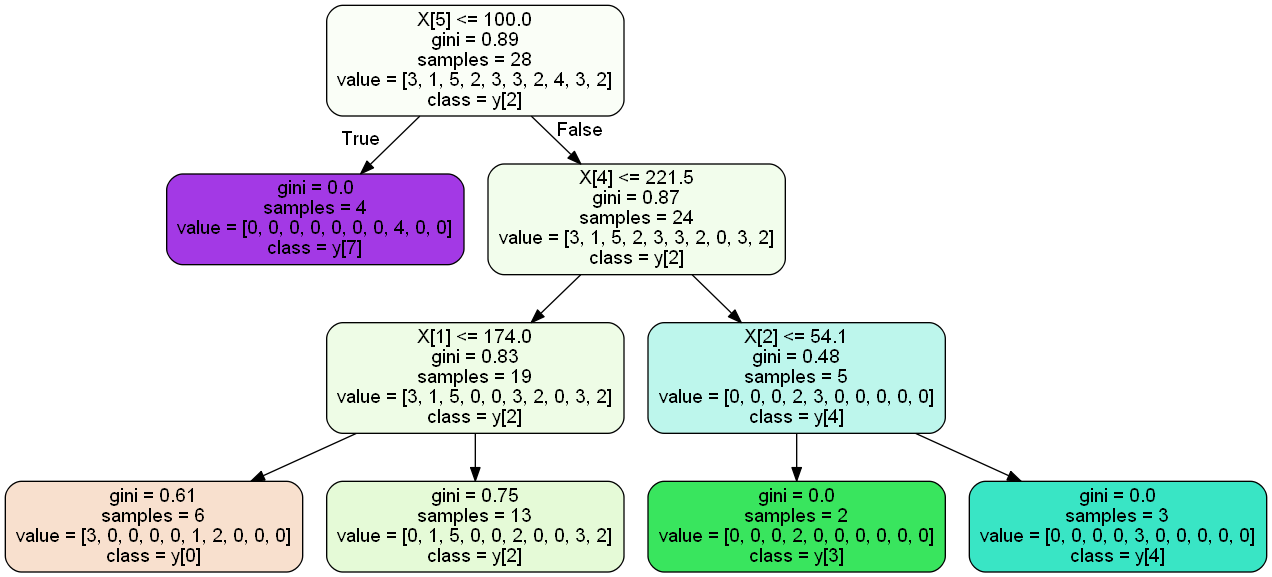 X[5] <= 100.0
gini = 0.89
samples = 28
value = [3, 1, 5, 2, 3, 3, 2, 4, 3, 2]
class = y[2]
True
False
gini = 0.0
samples = 4
value = [0, 0, 0, 0, 0, 0, 0, 4, 0, 0]
class = y[7]
X[4] <= 221.5
gini = 0.87
samples = 24
value = [3, 1, 5, 2, 3, 3, 2, 0, 3, 2]
class = y[2]
X[1] <= 174.0
gini = 0.83
samples = 19
value = [3, 1, 5, 0, 0, 3, 2, 0, 3, 2]
class = y[2]
X[2] <= 54.1
gini = 0.48
samples = 5
value = [0, 0, 0, 2, 3, 0, 0, 0, 0, 0]
class = y[4]
gini = 0.61
samples = 6
value = [3, 0, 0, 0, 0, 1, 2, 0, 0, 0]
class = y[0]
gini = 0.75
samples = 13
value = [0, 1, 5, 0, 0, 2, 0, 0, 3, 2]
class = y[2]
gini = 0.0
samples = 2
value = [0, 0, 0, 2, 0, 0, 0, 0, 0, 0]
class = y[3]
gini = 0.0
samples = 3
value = [0, 0, 0, 0, 3, 0, 0, 0, 0, 0]
class = y[4]